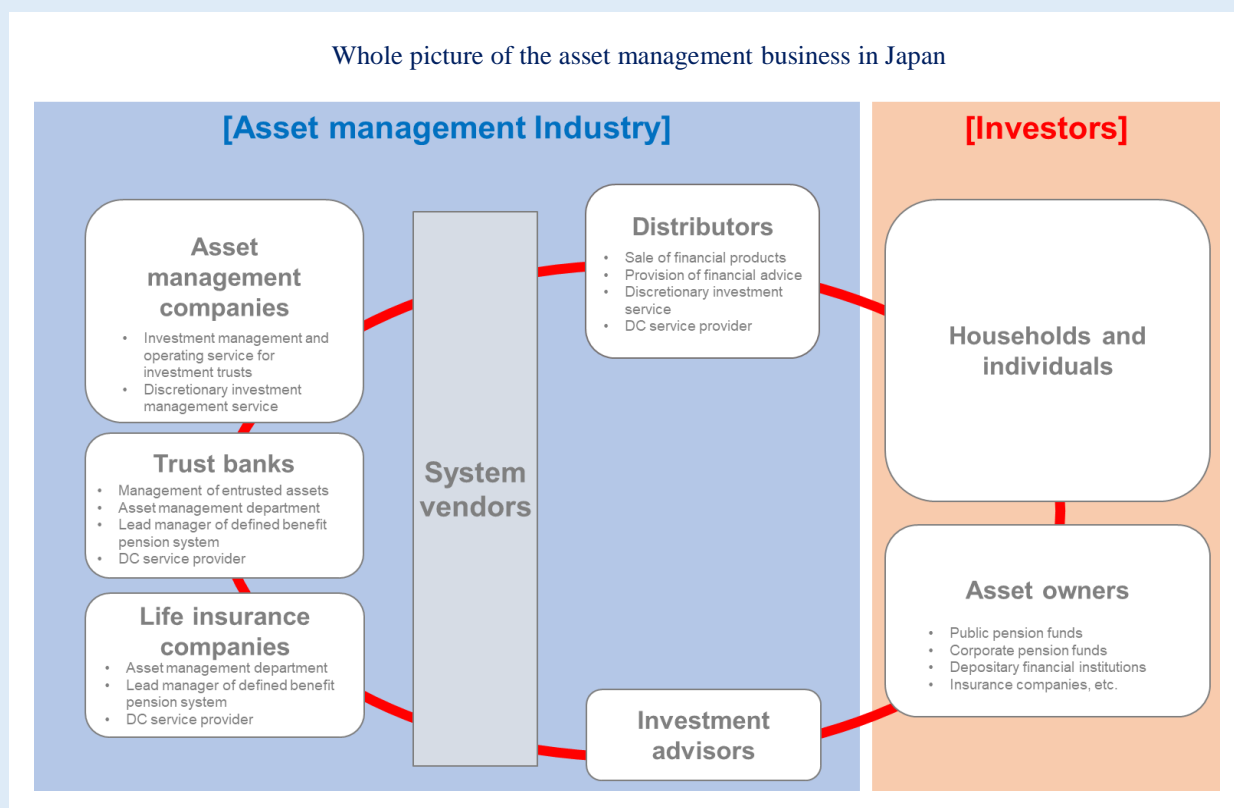 Whole picture of the asset management business in Japan
[Asset management Industry]
Asset
management
companies
• Investment management and
operating service for
investment trusts
• Discretionary investment
management service
Trust banks
• Management of entrusted assets
• Asset management department
• Lead manager of defined benefit
pension system
• DC service provider
Life insurance
companies
• Asset management department
• Lead manager of defined benefit
pension system
• DC service provider
System
vendors
Distributors
• Sale of financial products
• Provision of financial advice
• Discretionary investment
service
• DC service provider
Investment
advisors
[Investors]
Households and
individuals
Asset owners
• Public pension funds
• Corporate pension funds
• Depositary financial institutions
• Insurance companies, etc.